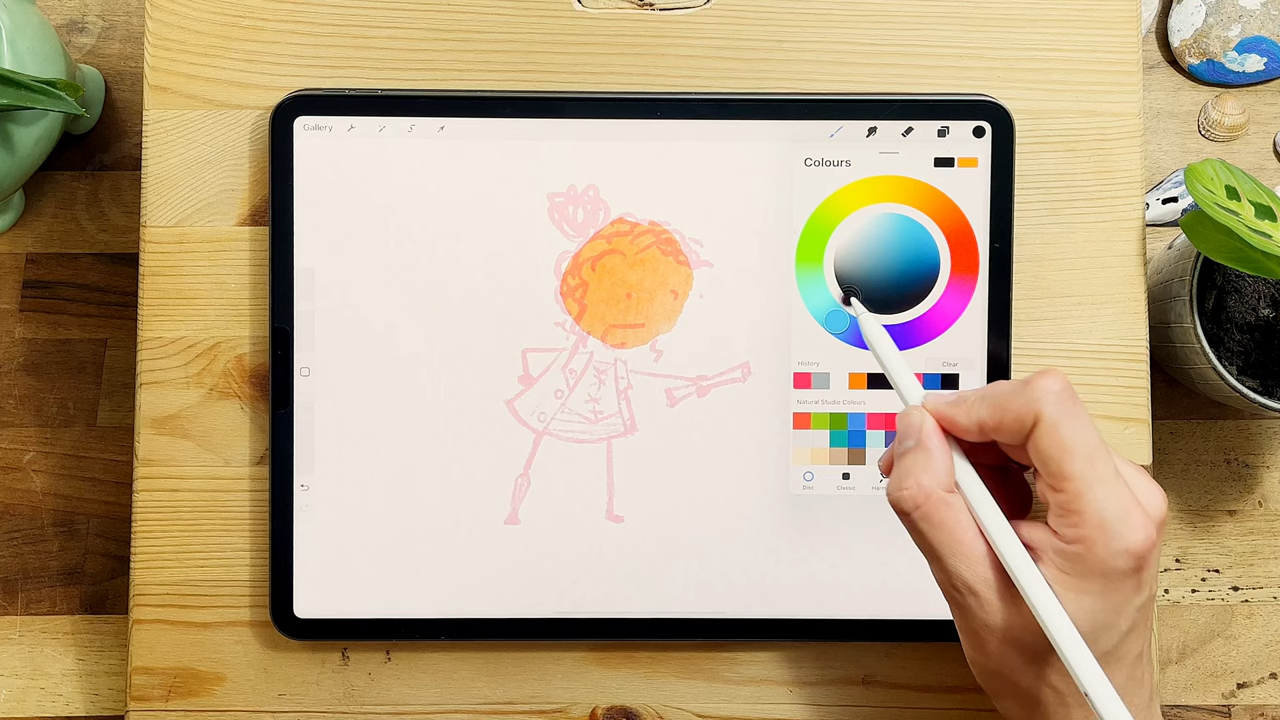 Gallery
Colours
History
Clear
Natural Studio Colours
Disc
Classic